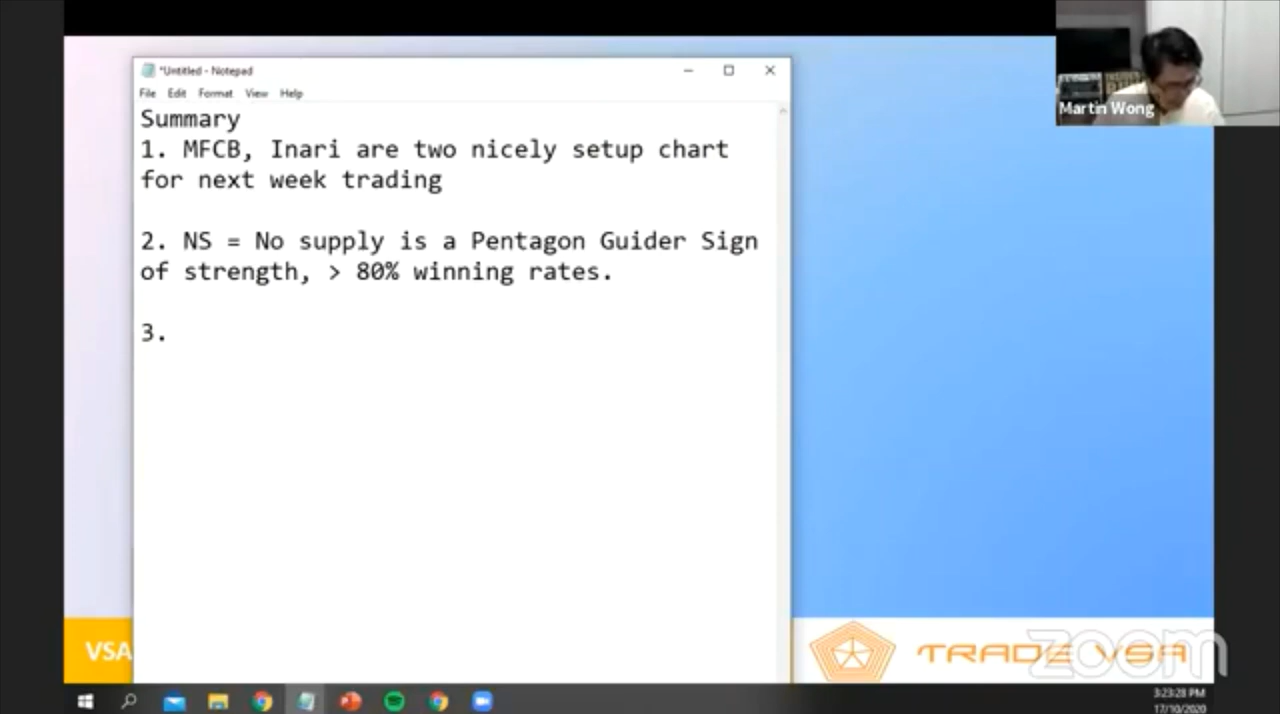 *Untitled - Notepad
File Edit Format View Help
Martin Wong
Summary
1. MFCB, Inari are two nicely setup chart
for next week trading
2. NS = No supply is a Pentagon Guider Sign
of strength, > 80% winning rates.
3.
VSA
TRADE VSA
zoom
3:23:28 PM
17/10/2020